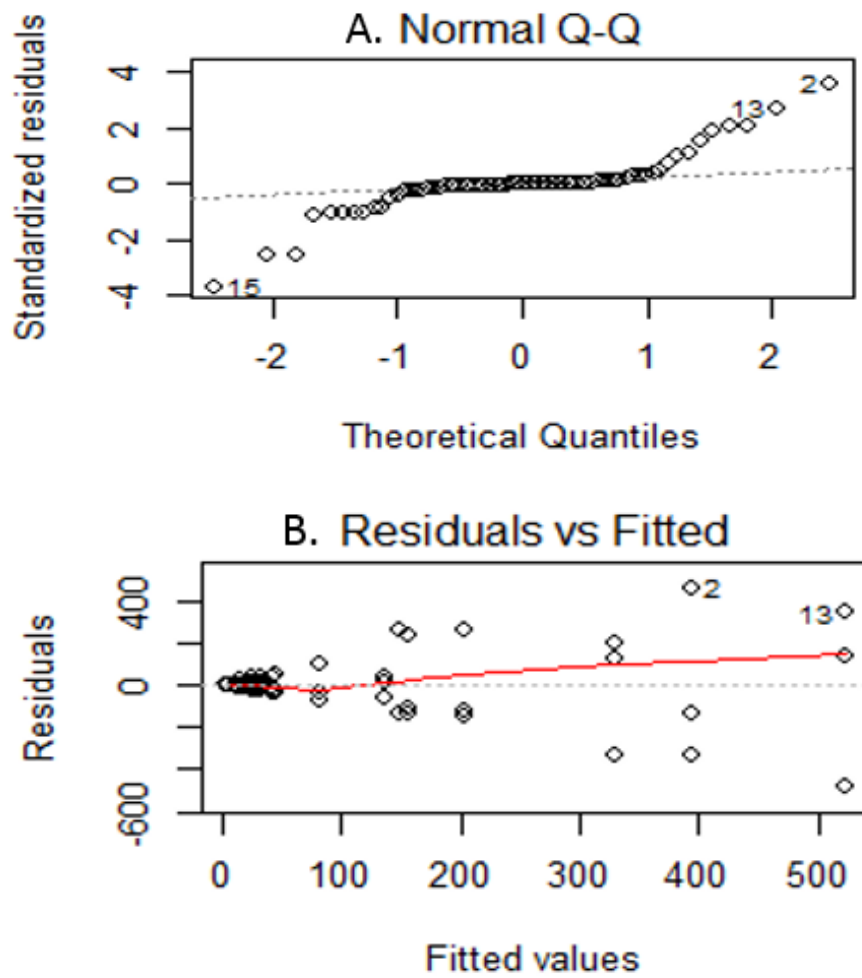 A. Normal Q-Q
Standardized residuals
4
2
0
-2
-4
2
13
15
-2 -1 0 1 2
Theoretical Quantiles
B. Residuals vs Fitted
Residuals
400
0
-600
2
13
0 100 200 300 400 500
Fitted values